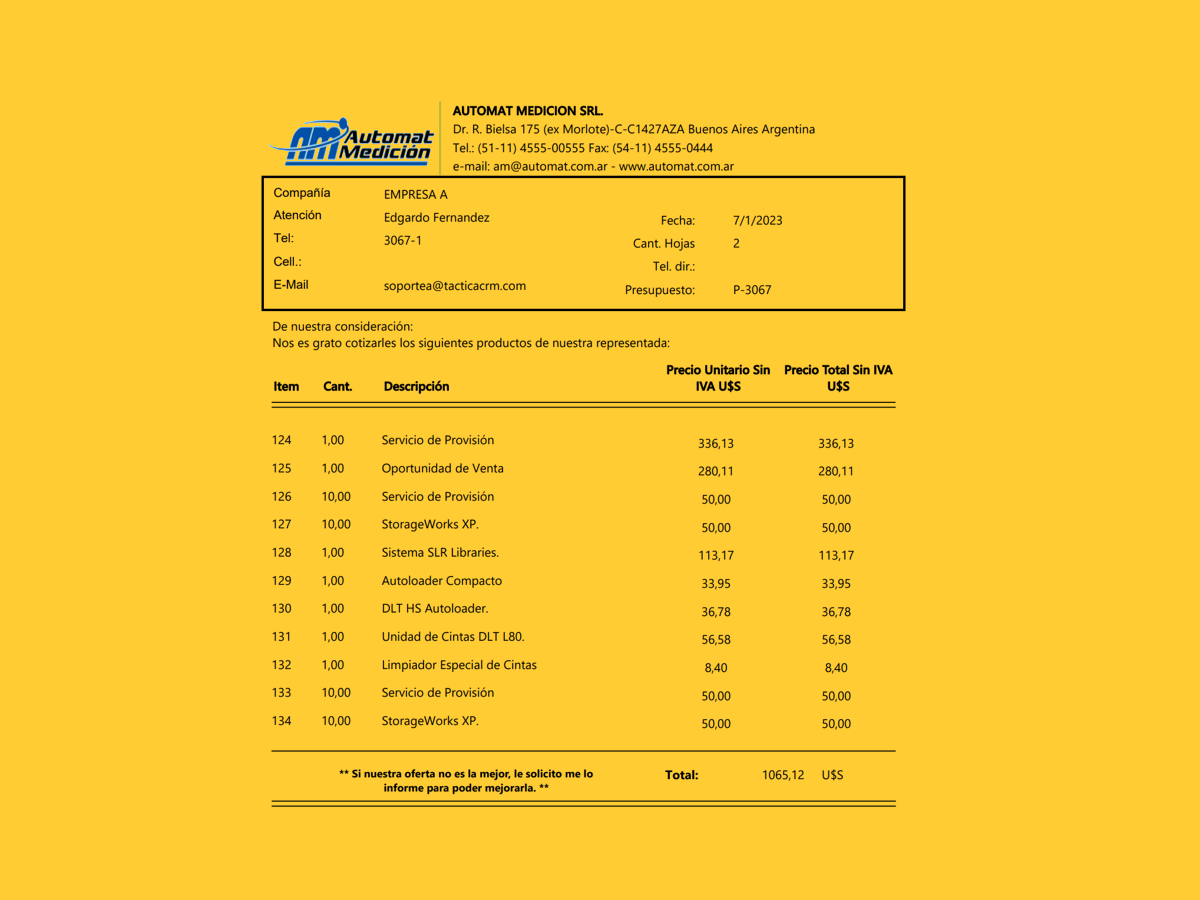 Automat
Medición
AUTOMAT MEDICION SRL.
Dr. R. Bielsa 175 (ex Morlote)-C-C1427AZA Buenos Aires Argentina
Tel.: (51-11) 4555-00555 Fax: (54-11) 4555-0444
e-mail: am@automat.com.ar - www.automat.com.ar
Compañía EMPRESA A
Atención Edgardo Fernandez Fecha: 7/1/2023
Tel: 3067-1 Cant. Hojas 2
Cell.: Tel. dir.:
E-Mail soportea@tacticacrm.com Presupuesto: P-3067
De nuestra consideración:
Nos es grato cotizarles los siguientes productos de nuestra representada:
Item Cant. Descripción Precio Unitario Sin IVA U$S Precio Total Sin IVA U$S
124 1,00 Servicio de Provisión 336,13 336,13
125 1,00 Oportunidad de Venta 280,11 280,11
126 10,00 Servicio de Provisión 50,00 50,00
127 10,00 StorageWorks XP. 50,00 50,00
128 1,00 Sistema SLR Libraries. 113,17 113,17
129 1,00 Autoloader Compacto 33,95 33,95
130 1,00 DLT HS Autoloader. 36,78 36,78
131 1,00 Unidad de Cintas DLT L80. 56,58 56,58
132 1,00 Limpiador Especial de Cintas 8,40 8,40
133 10,00 Servicio de Provisión 50,00 50,00
134 10,00 StorageWorks XP. 50,00 50,00
** Si nuestra oferta no es la mejor, le solicito me lo
informe para poder mejorarla. **
Total: 1065,12 U$S